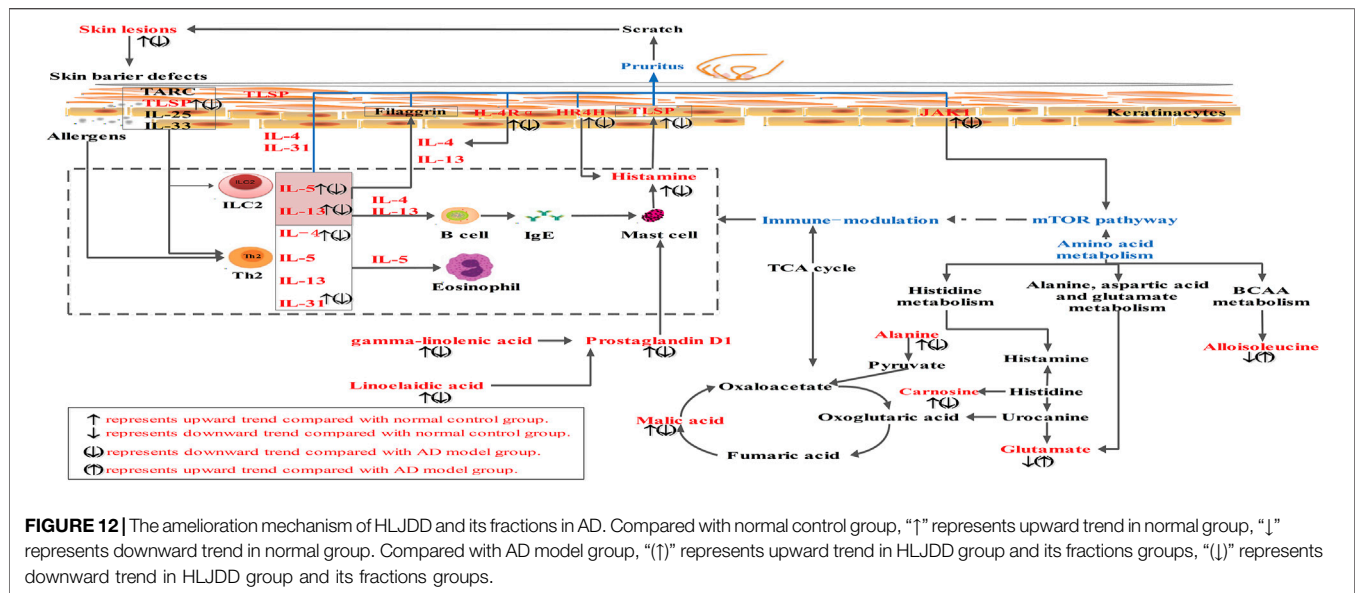 Skin lesions
↑(↓)
Scratch
Pruritus
Skin barier defects
TARC
TLSP
↑(↓)
IL-25
IL-33
Allergens
TLSP
Filaggrin
IL-4Rα
↑(↓)
HR4H
↑(↓)
TLSP
↑(↓)
JAK1
↑(↓)
Keratinacytes
IL-4
IL-31
IL-4
IL-13
ILC2
ILC2
IL-5↑(↓)
IL-13↑(↓)
IL-4↑(↓)
IL-5
IL-13
IL-31↑(↓)
Th2
Th2
IL-4
IL-13
B cell
IgE
Mast cell
Histamine
↑(↓)
IL-5
Eosinophil
Immune-modulation
mTOR pathyway
Amino acid
metabolism
TCA cycle
Histidine
metabolism
Alanine, aspartic acid
and glutamate
metabolism
BCAA
metabolism
gamma-linolenic acid
↑(↓)
Prostaglandin D1
↑(↓)
Linoelaidic acid
↑(↓)
Alanine
↑(↓)
Pyruvate
Histamine
Alloisoleucine
↓(↑)
Oxaloacetate
Carnosine
↑(↓)
Histidine
Malic acid
↑(↓)
Oxoglutaric acid
Urocanine
Fumaric acid
Glutamate
↓(↑)
↑ represents upward trend compared with normal control group.
↓ represents downward trend compared with normal control group.
(↓) represents downward trend compared with AD model group.
(↑) represents upward trend compared with AD model group.
FIGURE 12 | The amelioration mechanism of HLJDD and its fractions in AD. Compared with normal control group, “↑” represents upward trend in normal group, “↓”
represents downward trend in normal group. Compared with AD model group, “(↑)” represents upward trend in HLJDD group and its fractions groups, “(↓)” represents
downward trend in HLJDD group and its fractions groups.